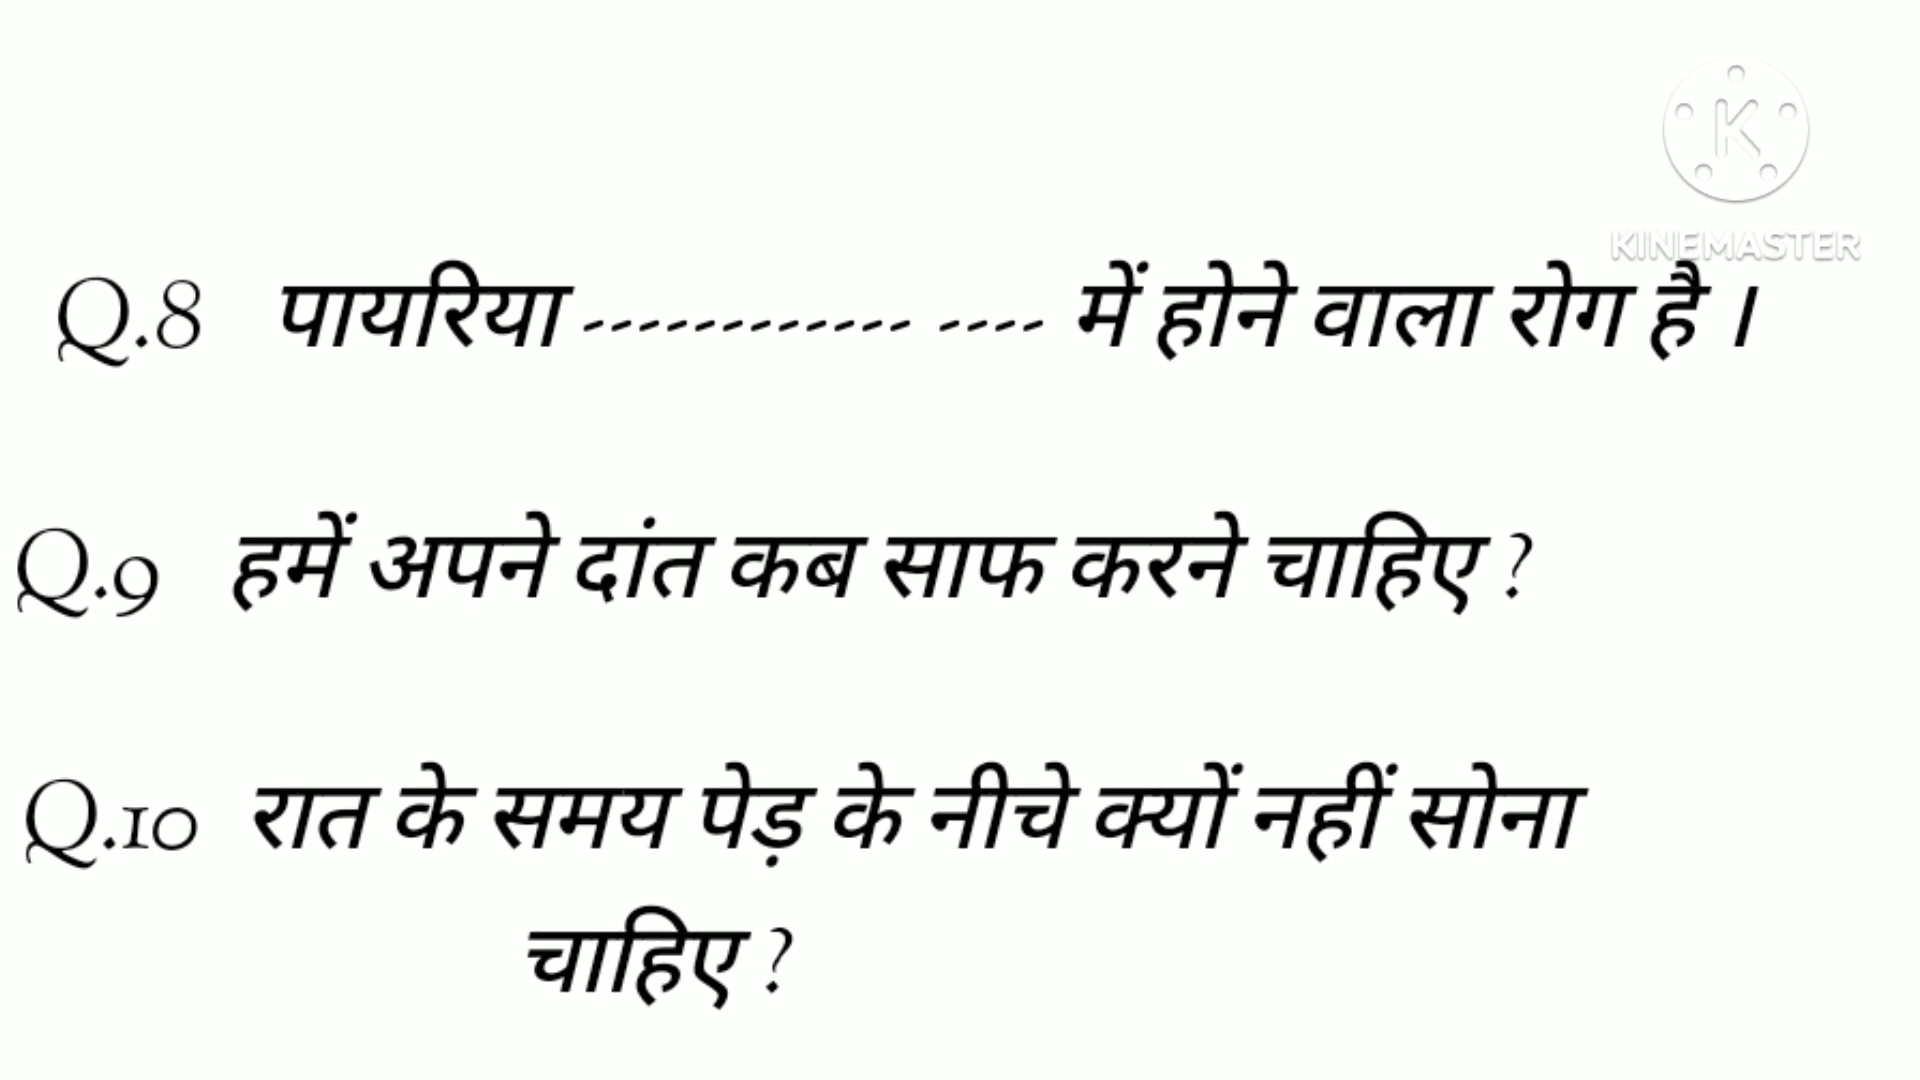 KINEMASTER
Q.8 पायरिया ------------ ---- में होने वाला रोग है ।
Q.9 हमें अपने दांत कब साफ करने चाहिए ?
Q.10 रात के समय पेड़ के नीचे क्यों नहीं सोना
चाहिए ?